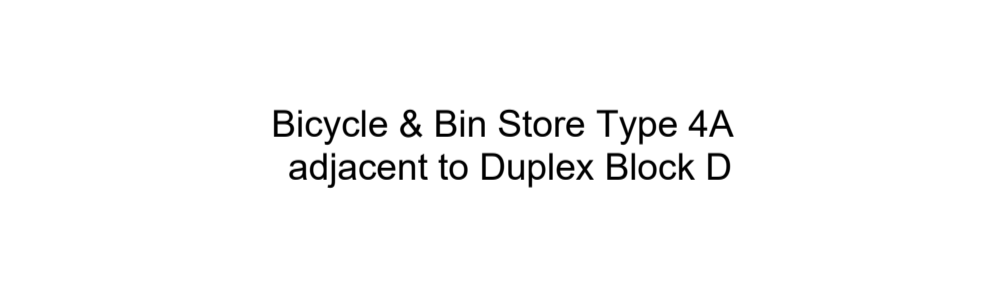 Bicycle & Bin Store Type 4A
adjacent to Duplex Block D